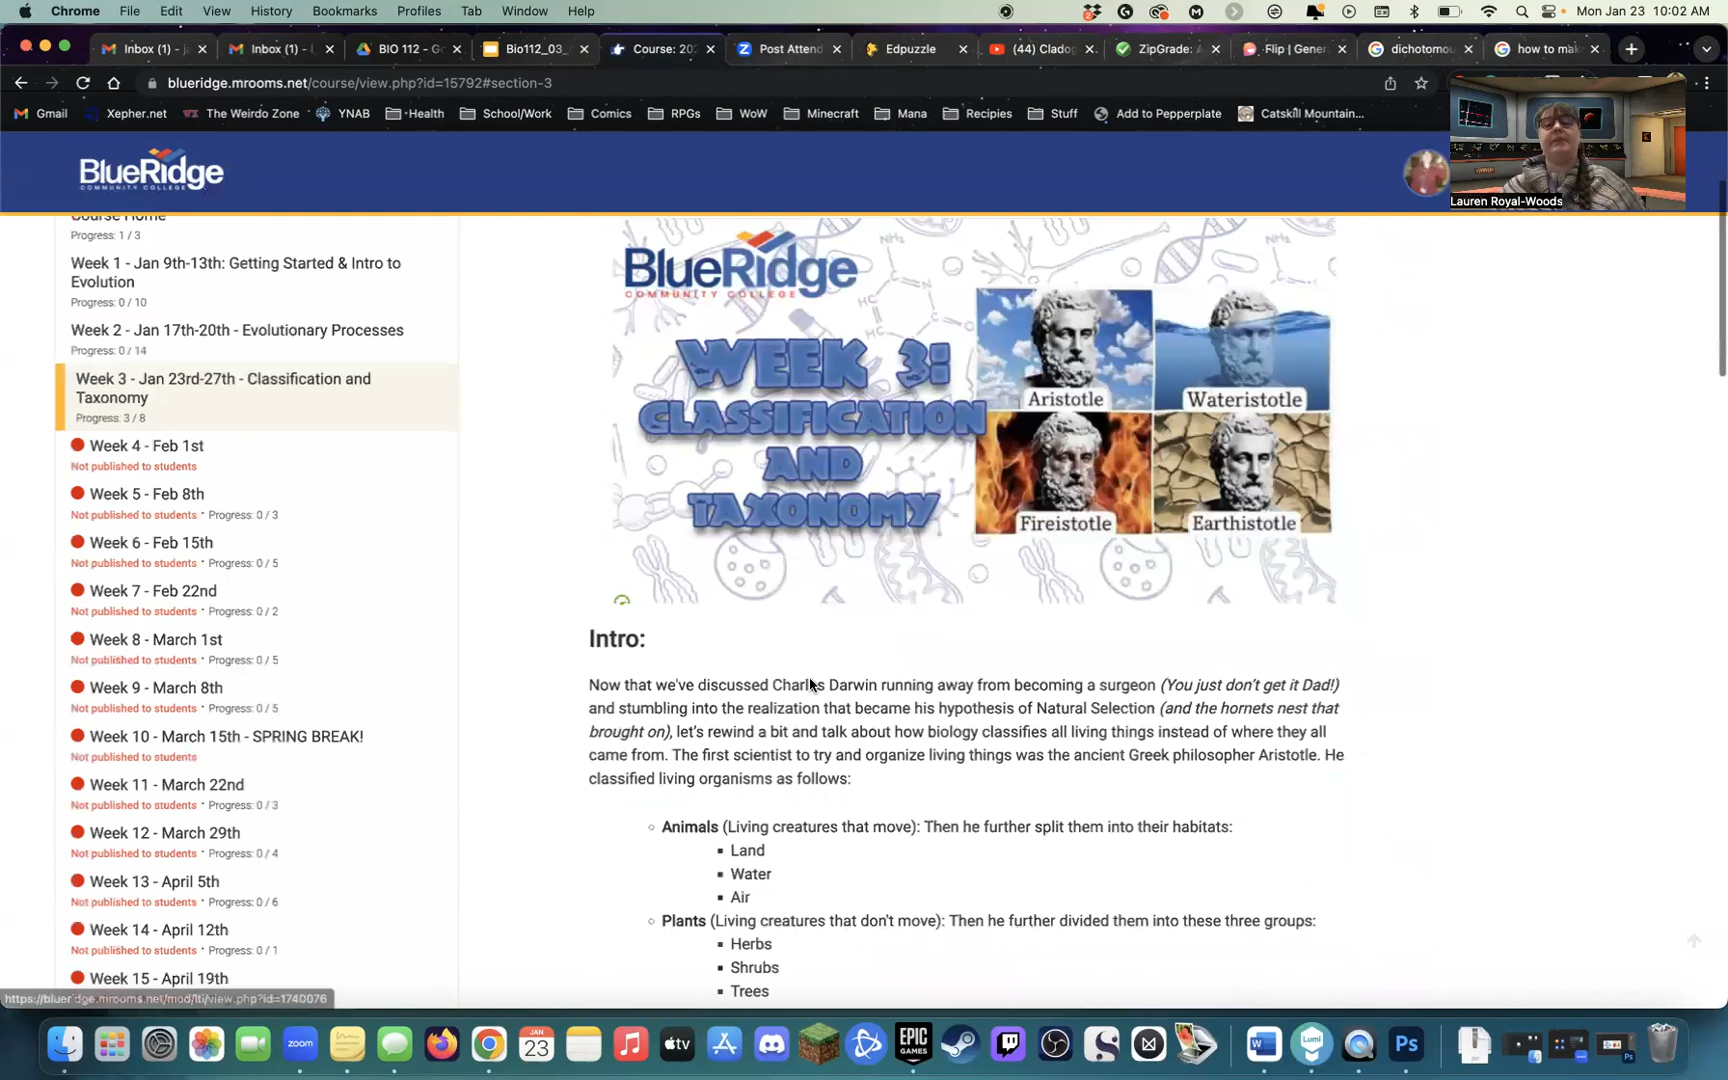 Chrome File Edit View History Bookmarks Profiles Tab Window Help Mon Jan 23 10:02 AM
Inbox (1) - Inbox (1) - BIO 112 - Bio112_03_ Course: 202 Post Attend Edpuzzle (44) Cladog ZipGrade: Flip | Gener dichotomou how to mak
blueridge.mrooms.net/course/view.php?id=15792#section-3
Gmail Xepher.net The Weirdo Zone YNAB Health School/Work Comics RPGs WoW Minecraft Mana Recipies Stuff Add to Pepperplate Catskill Mountain...
BlueRidge
COMMUNITY COLLEGE
Lauren Royal-Woods
Course Home
Progress: 1 / 3
Week 1 - Jan 9th-13th: Getting Started & Intro to
Evolution
Progress: 0 / 10
Week 2 - Jan 17th-20th - Evolutionary Processes
Progress: 0 / 14
Week 3 - Jan 23rd-27th - Classification and
Taxonomy
Progress: 3 / 8
Week 4 - Feb 1st
Not published to students
Week 5 - Feb 8th
Not published to students • Progress: 0 / 3
Week 6 - Feb 15th
Not published to students • Progress: 0 / 5
Week 7 - Feb 22nd
Not published to students • Progress: 0 / 2
Week 8 - March 1st
Not published to students • Progress: 0 / 5
Week 9 - March 8th
Not published to students • Progress: 0 / 5
Week 10 - March 15th - SPRING BREAK!
Not published to students
Week 11 - March 22nd
Not published to students • Progress: 0 / 3
Week 12 - March 29th
Not published to students • Progress: 0 / 4
Week 13 - April 5th
Not published to students • Progress: 0 / 6
Week 14 - April 12th
Not published to students • Progress: 0 / 1
Week 15 - April 19th
BlueRidge
COMMUNITY COLLEGE
WEEK 3:
CLASSIFICATION
AND
TAXONOMY
NH₂
Aristotle
Wateristotle
Fireistotle
Earthistotle
Intro:
Now that we've discussed Charles Darwin running away from becoming a surgeon (You just don't get it Dad!)
and stumbling into the realization that became his hypothesis of Natural Selection (and the hornets nest that
brought on), let's rewind a bit and talk about how biology classifies all living things instead of where they all
came from. The first scientist to try and organize living things was the ancient Greek philosopher Aristotle. He
classified living organisms as follows:
Animals (Living creatures that move): Then he further split them into their habitats:
Land
Water
Air
Plants (Living creatures that don't move): Then he further divided them into these three groups:
Herbs
Shrubs
Trees
https://blueridge.mrooms.net/mod/lti/view.php?id=1740076
zoom JAN 23 tv EPIC GAMES W Lumi Ps